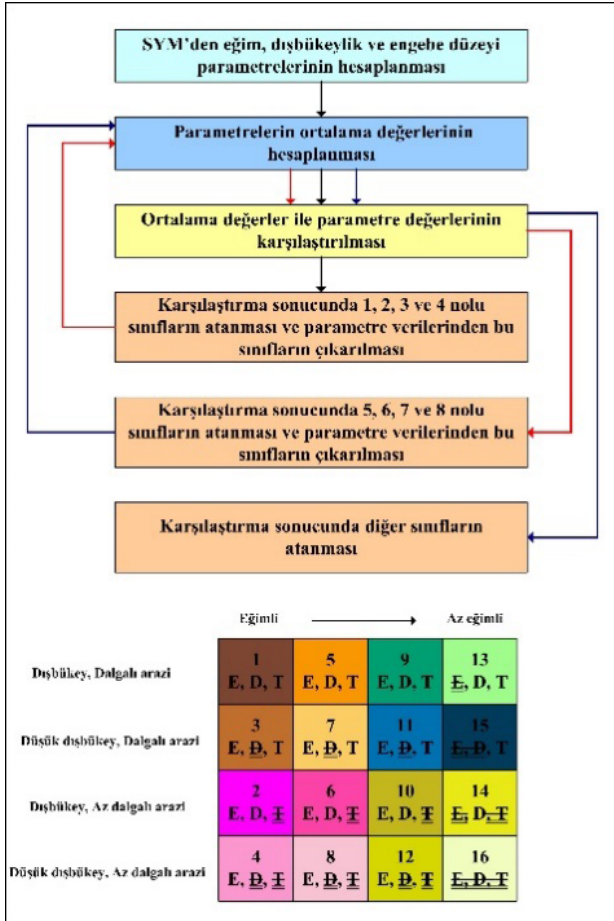 SYM'den eğim, dışbükeylik ve engebe düzeyi
parametrelerinin hesaplanması
Parametrelerin ortalama değerlerinin
hesaplanması
Ortalama değerler ile parametre değerlerinin
karşılaştırılması
Karşılaştırma sonucunda 1, 2, 3 ve 4 nolu
sınıfların atanması ve parametre verilerinden bu
sınıfların çıkarılması
Karşılaştırma sonucunda 5, 6, 7 ve 8 nolu
sınıfların atanması ve parametre verilerinden bu
sınıfların çıkarılması
Karşılaştırma sonucunda diğer sınıfların
atanması
Eğimli Az eğimli
Dışbükey, Dalgalı arazi
1 5 9 13
E, D, T E, D, T E, D, T E, D, T
Düşük dışbükey, Dalgalı arazi
3 7 11 15
E, D, T E, D, T E, D, T E, D, T
Dışbükey, Az dalgalı arazi
2 6 10 14
E, D, T E, D, T E, D, T E, D, T
Düşük dışbükey, Az dalgalı arazi
4 8 12 16
E, D, T E, D, T E, D, T E, D, T